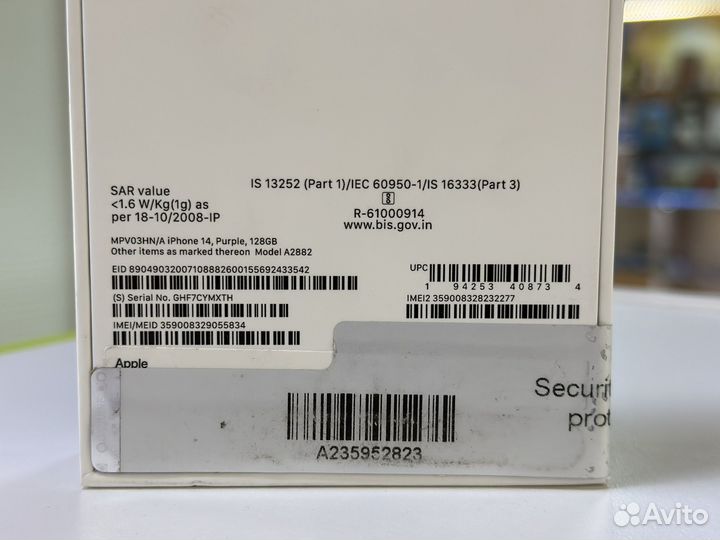 SAR value
<1.6 W/Kg(1g) as
per 18-10/2008-IP
IS 13252 (Part 1)/IEC 60950-1/IS 16333(Part 3)
R-61000914
www.bis.gov.in
MPV03HN/A iPhone 14, Purple, 128GB
Other items as marked thereon Model A2882
EID 89049032007108882600155692433542
(S) Serial No. GHF7CYMXTH
IMEI/MEID 359008329055834
UPC
1 94253 40873 4
IMEI2 359008328232277
Apple
Securit
prot
A235952823
Avito